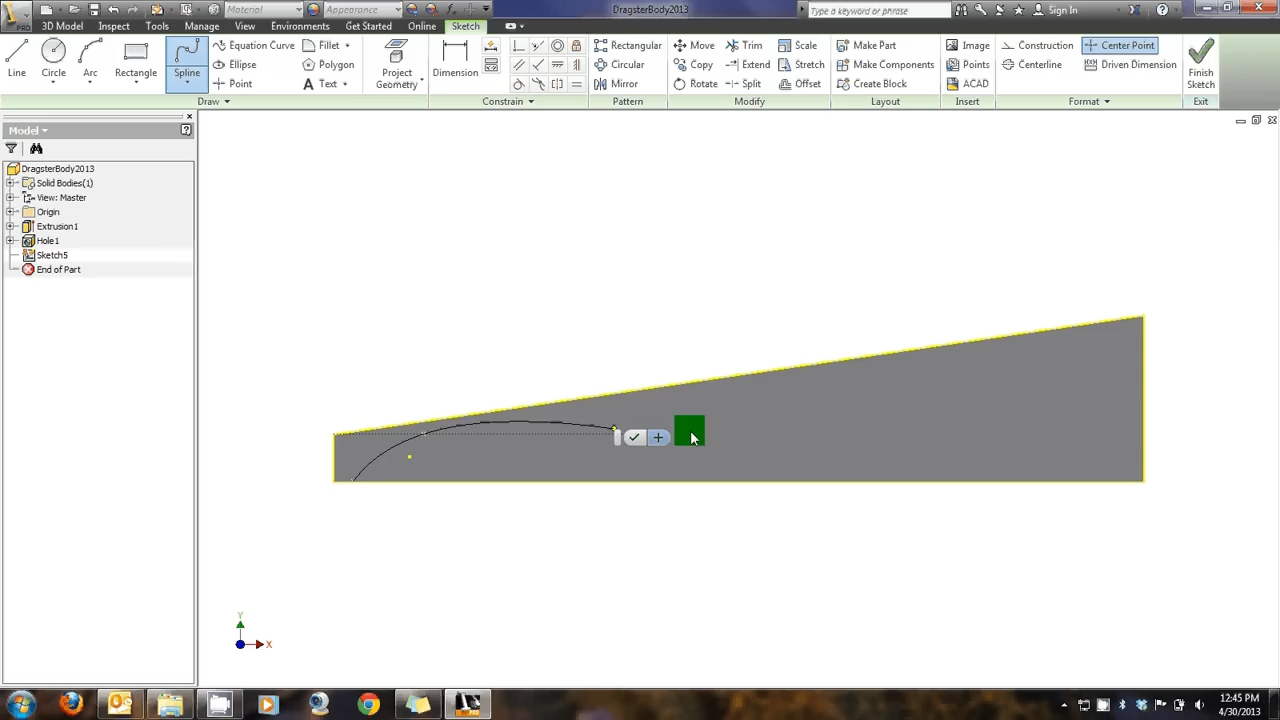 Material
Appearance
DragsterBody2013
Type a keyword or phrase
Sign In
PRO
3D Model
Inspect
Tools
Manage
View
Environments
Get Started
Online
Sketch
Line
Circle
Arc
Rectangle
Spline
Equation Curve
Ellipse
Point
Fillet
Polygon
Text
Draw
Project
Geometry
Dimension
Constrain
Rectangular
Circular
Mirror
Pattern
Move
Copy
Rotate
Trim
Extend
Split
Scale
Stretch
Offset
Modify
Make Part
Make Components
Create Block
Layout
Image
Points
ACAD
Insert
Construction
Centerline
Center Point
Driven Dimension
Format
Finish
Sketch
Exit
Model
DragsterBody2013
Solid Bodies(1)
View: Master
Origin
Extrusion1
Hole1
Sketch5
End of Part
Y
X
12:45 PM
4/30/2013